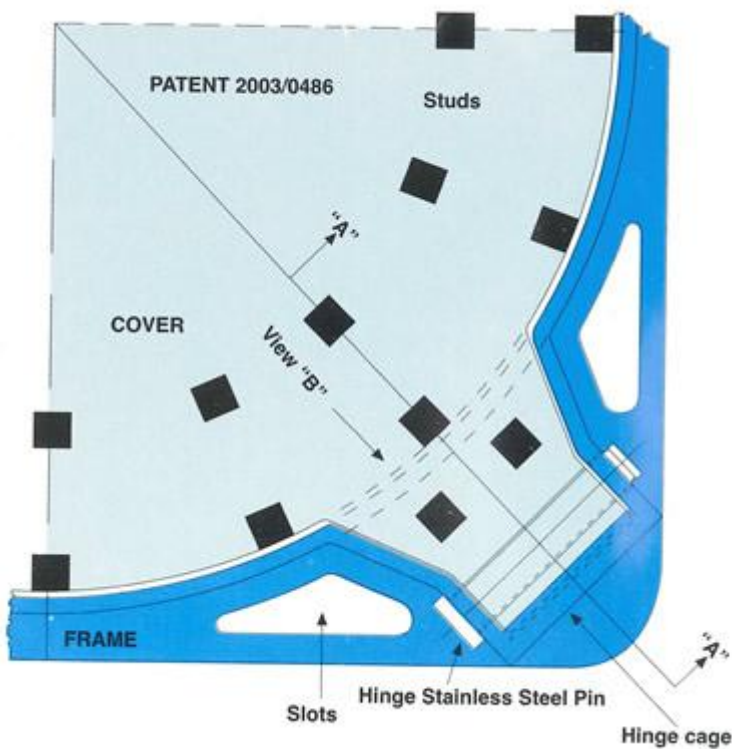 PATENT 2003/0486
Studs
"A"
COVER
View "B"
FRAME
"A"
Slots
Hinge Stainless Steel Pin
Hinge cage